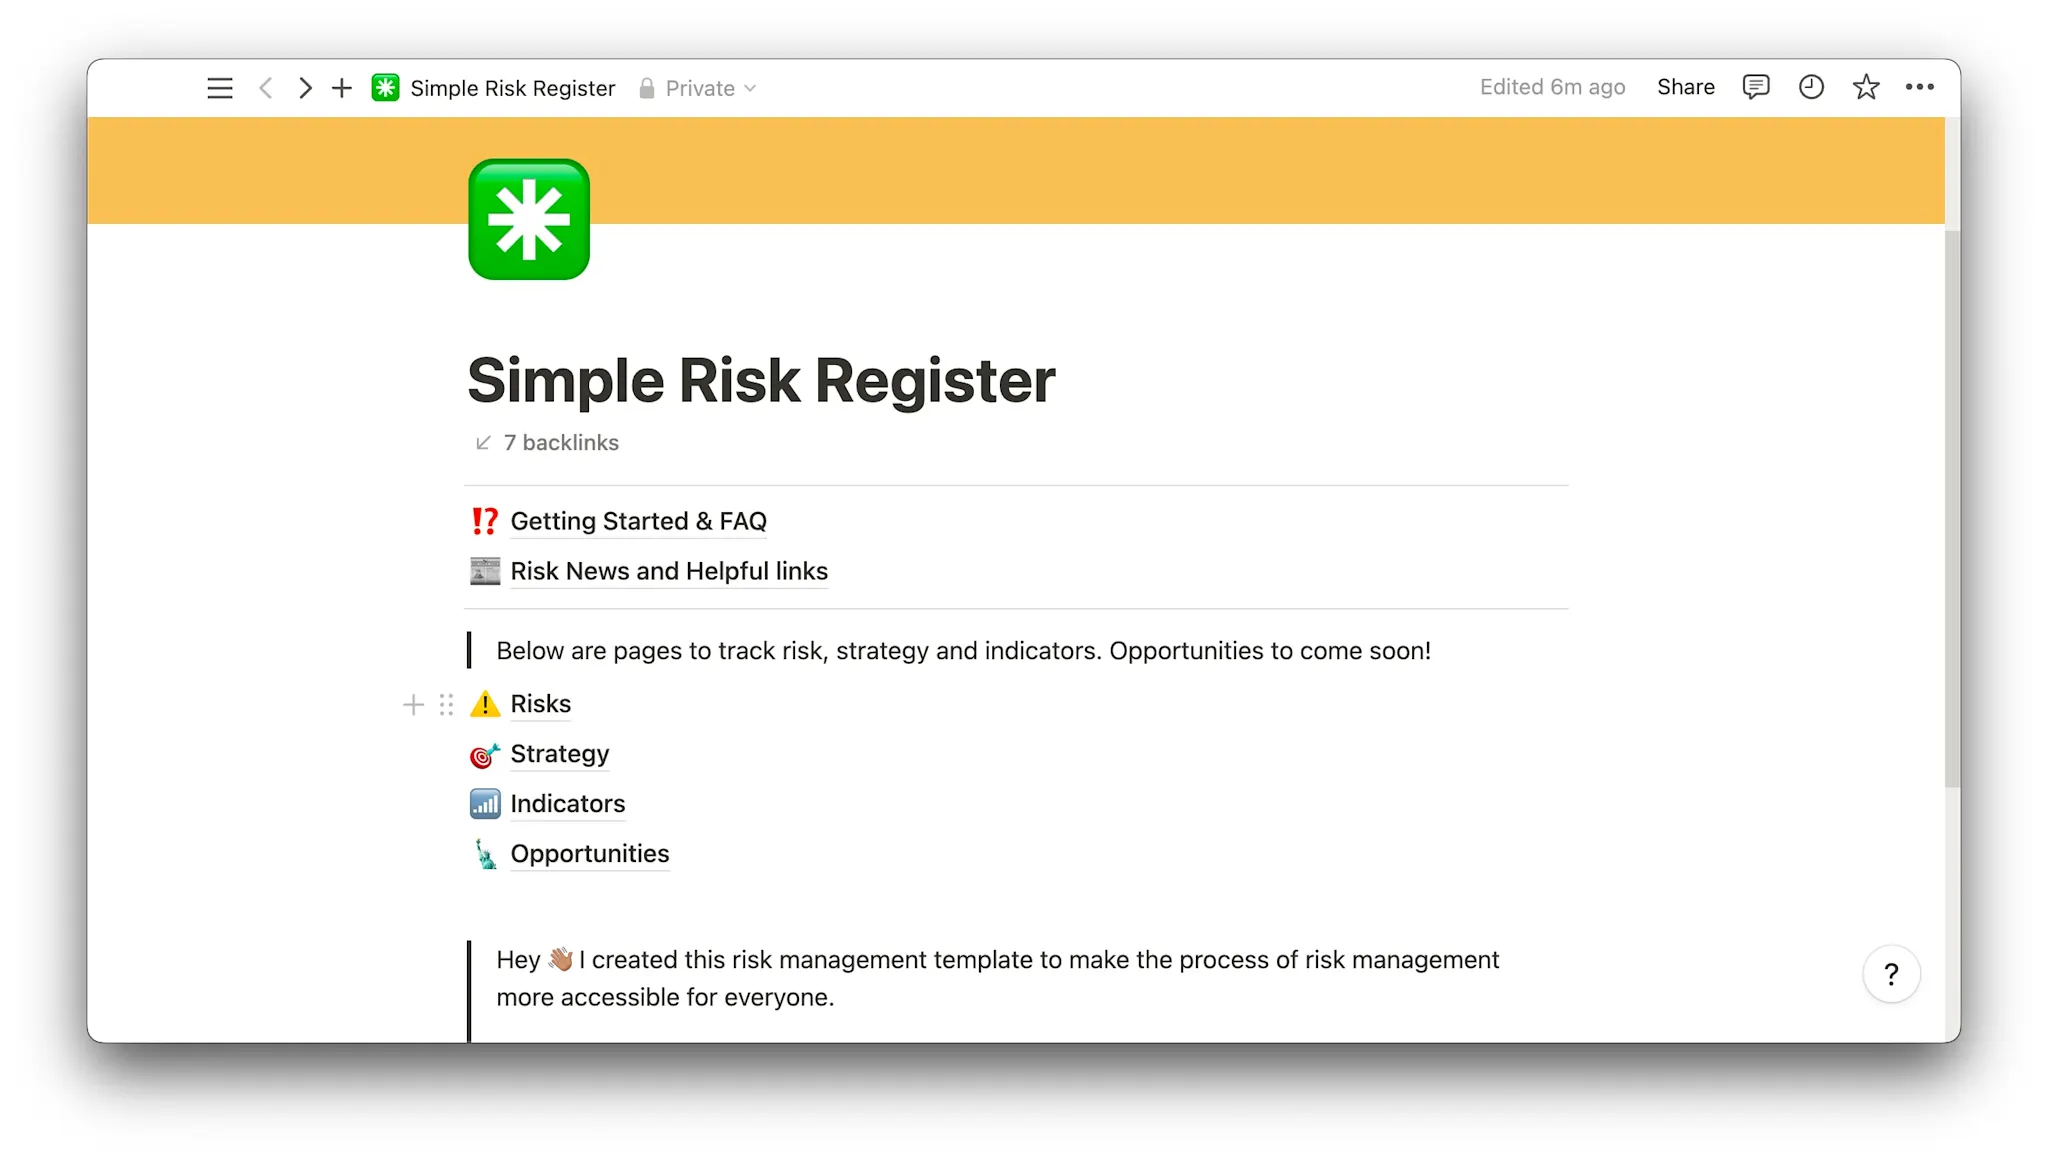 Simple Risk Register Private Edited 6m ago Share
Simple Risk Register
7 backlinks
⁉️ Getting Started & FAQ
Risk News and Helpful links
Below are pages to track risk, strategy and indicators. Opportunities to come soon!
Risks
Strategy
Indicators
Opportunities
Hey 👋🏽 I created this risk management template to make the process of risk management
more accessible for everyone.
?